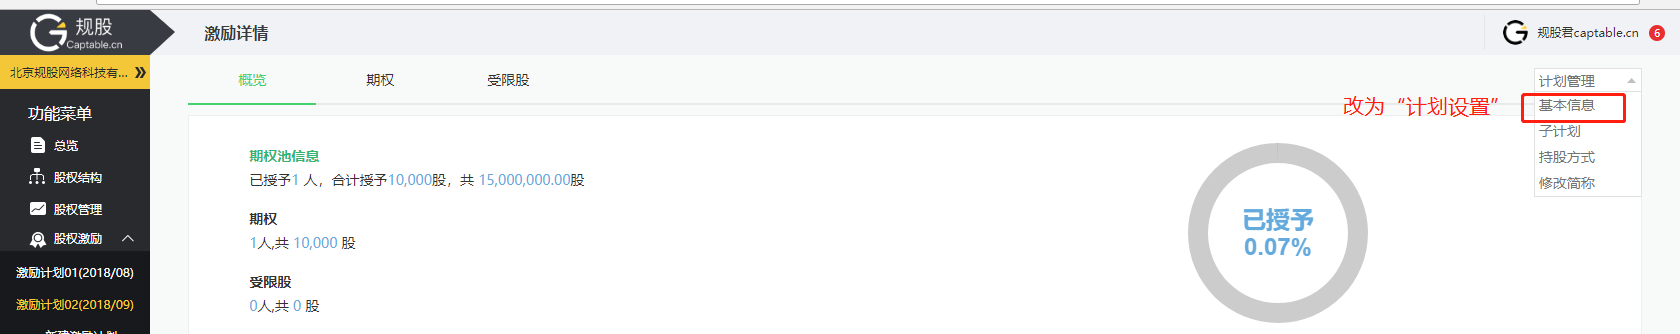 规股
Captable.cn
激励详情
规股君captable.cn
6
北京规股网络科技有...
概览
期权
受限股
计划管理
基本信息
子计划
持股方式
修改简称
改为“计划设置”
功能菜单
总览
股权结构
股权管理
股权激励
激励计划01(2018/08)
激励计划02(2018/09)
新建激励计划
期权池信息
已授予1 人，合计授予10,000股，共 15,000,000.00股
期权
1人,共 10,000 股
受限股
0人,共 0 股
已授予
0.07%